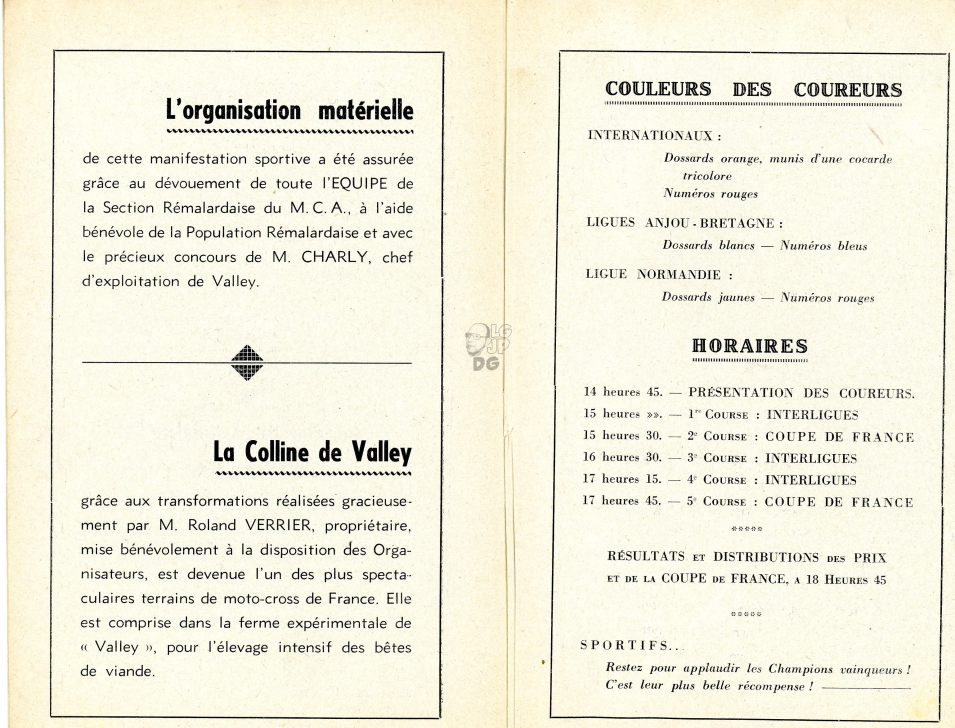 L'organisation matérielle
de cette manifestation sportive a été assurée
grâce au dévouement de toute l'EQUIPE de
la Section Rémalardaise du M. C. A., à l'aide
bénévole de la Population Rémalardaise et avec
le précieux concours de M. CHARLY, chef
d'exploitation de Valley.
La Colline de Valley
grâce aux transformations réalisées gracieuse-
ment par M. Roland VERRIER, propriétaire,
mise bénévolement à la disposition des Orga-
nisateurs, est devenue l'un des plus specta-
culaires terrains de moto-cross de France. Elle
est comprise dans la ferme expérimentale de
« Valley », pour l'élevage intensif des bêtes
de viande.
LG
JP
DG
COULEURS DES COUREURS
INTERNATIONAUX :
Dossards orange, munis d'une cocarde
tricolore
Numéros rouges
LIGUES ANJOU - BRETAGNE :
Dossards blancs — Numéros bleus
LIGUE NORMANDIE :
Dossards jaunes — Numéros rouges
HORAIRES
14 heures 45. — PRÉSENTATION DES COUREURS.
15 heures »». — 1re COURSE : INTERLIGUES
15 heures 30. — 2e COURSE : COUPE DE FRANCE
16 heures 30. — 3e COURSE : INTERLIGUES
17 heures 15. — 4e COURSE : INTERLIGUES
17 heures 45. — 5e COURSE : COUPE DE FRANCE
*****
RÉSULTATS ET DISTRIBUTIONS DES PRIX
ET DE LA COUPE DE FRANCE, A 18 HEURES 45
*****
SPORTIFS...
Restez pour applaudir les Champions vainqueurs !
C'est leur plus belle récompense !